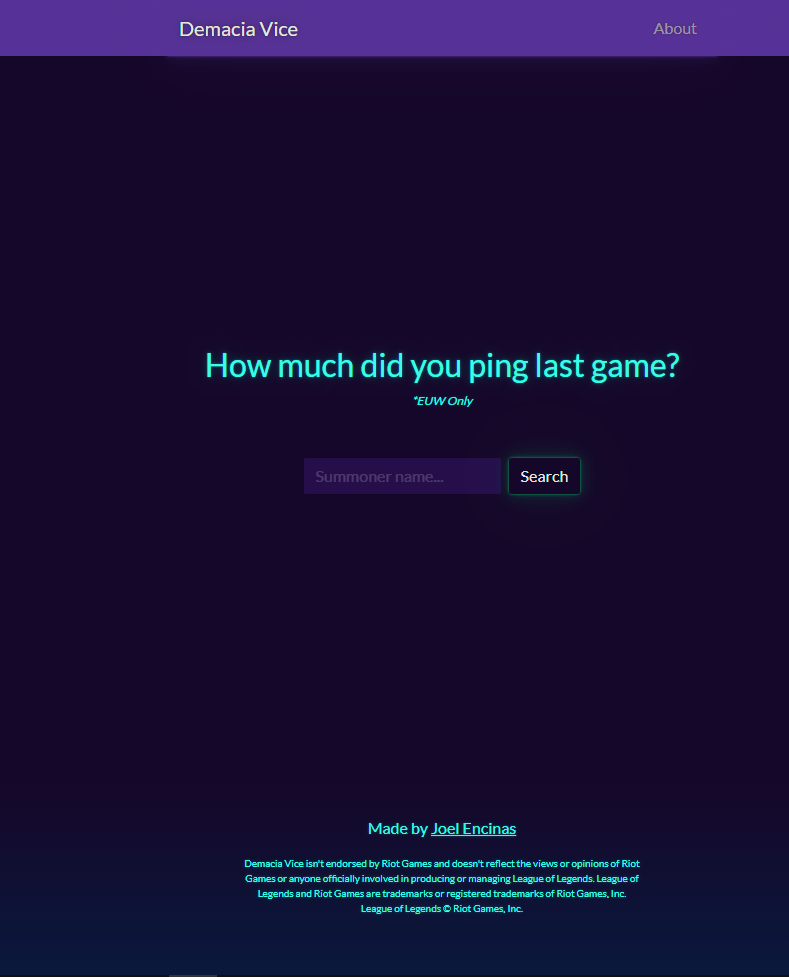 Demacia Vice
About
How much did you ping last game?
*EUW Only
Summoner name...
Search
Made by Joel Encinas
Demacia Vice isn't endorsed by Riot Games and doesn't reflect the views or opinions of Riot
Games or anyone officially involved in producing or managing League of Legends. League of
Legends and Riot Games are trademarks or registered trademarks of Riot Games, Inc.
League of Legends © Riot Games, Inc.